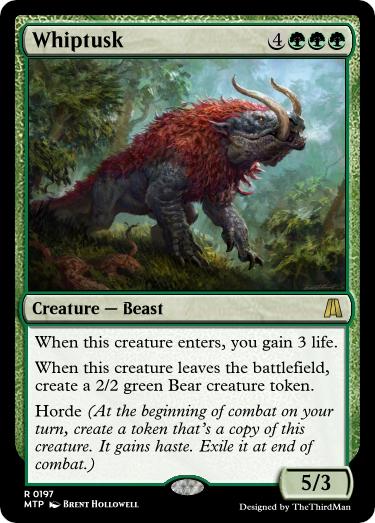 Whiptusk 4
Creature — Beast
When this creature enters, you gain 3 life.
When this creature leaves the battlefield,
create a 2/2 green Bear creature token.
Horde (At the beginning of combat on your
turn, create a token that's a copy of this
creature. It gains haste. Exile it at end of
combat.)
5/3
R 0197
MTP Brent Hollowell
Designed by TheThirdMan